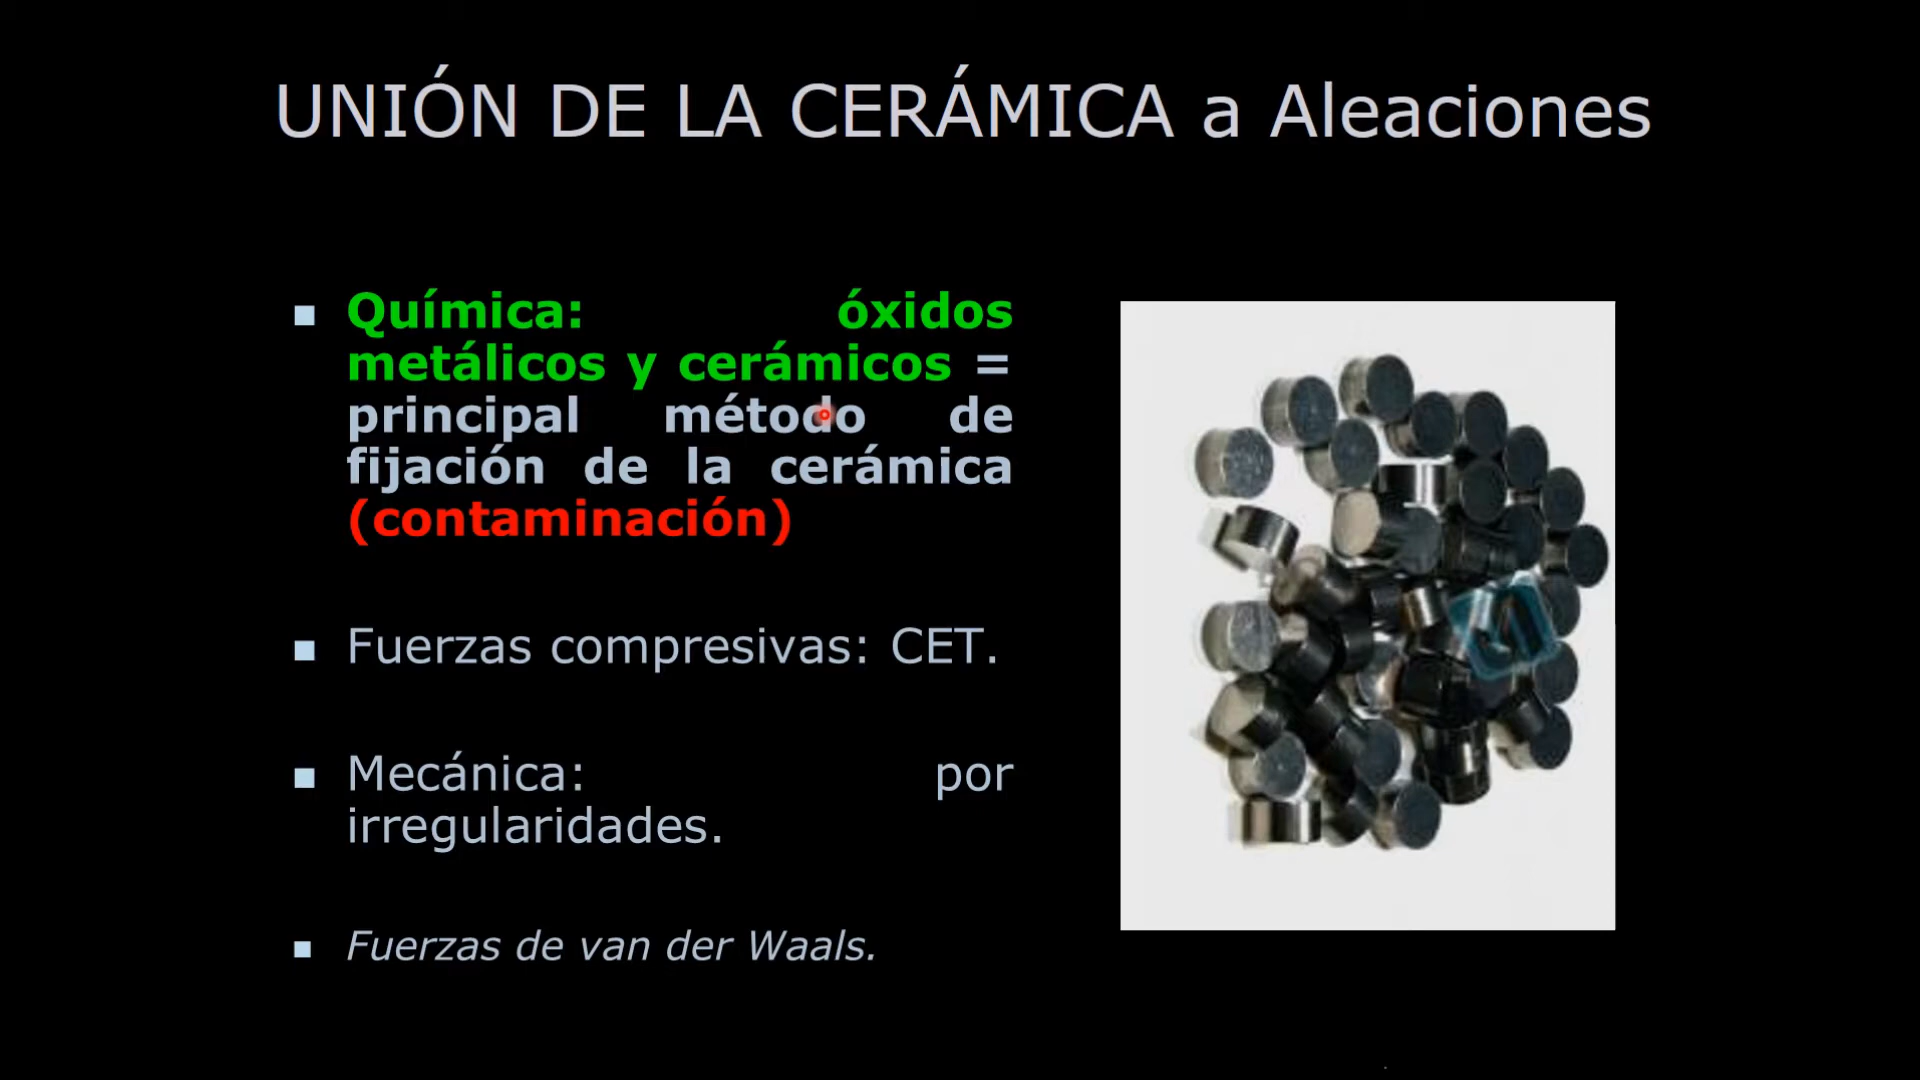 UNIÓN DE LA CERÁMICA a Aleaciones
Química: óxidos
metálicos y cerámicos =
principal método de
fijación de la cerámica
(contaminación)
Fuerzas compresivas: CET.
Mecánica: por
irregularidades.
Fuerzas de van der Waals.